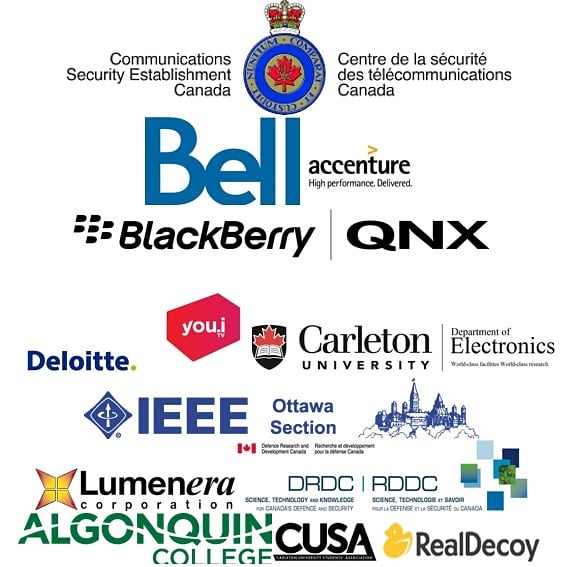 Communications
Security Establishment
Canada
NUNTIUM COMPARAT ET CUSTODIT
Centre de la sécurité
des télécommunications
Canada
Bell
accenture
High performance. Delivered.
BlackBerry
QNX
you.i
TV
Deloitte.
Carleton
UNIVERSITY
Department of
Electronics
World-class facilities World-class research
IEEE
Ottawa
Section
Defence Research and
Development Canada
Recherche et développement
pour la défense Canada
DRDC | RDDC
SCIENCE, TECHNOLOGY AND KNOWLEDGE
FOR CANADA'S DEFENCE AND SECURITY
SCIENCE, TECHNOLOGIE ET SAVOIR
POUR LA DÉFENSE ET LA SÉCURITÉ DU CANADA
Lumenera
corporation
ALGONQUIN
COLLEGE
CUSA
CARLETON UNIVERSITY STUDENTS' ASSOCIATION
RealDecoy